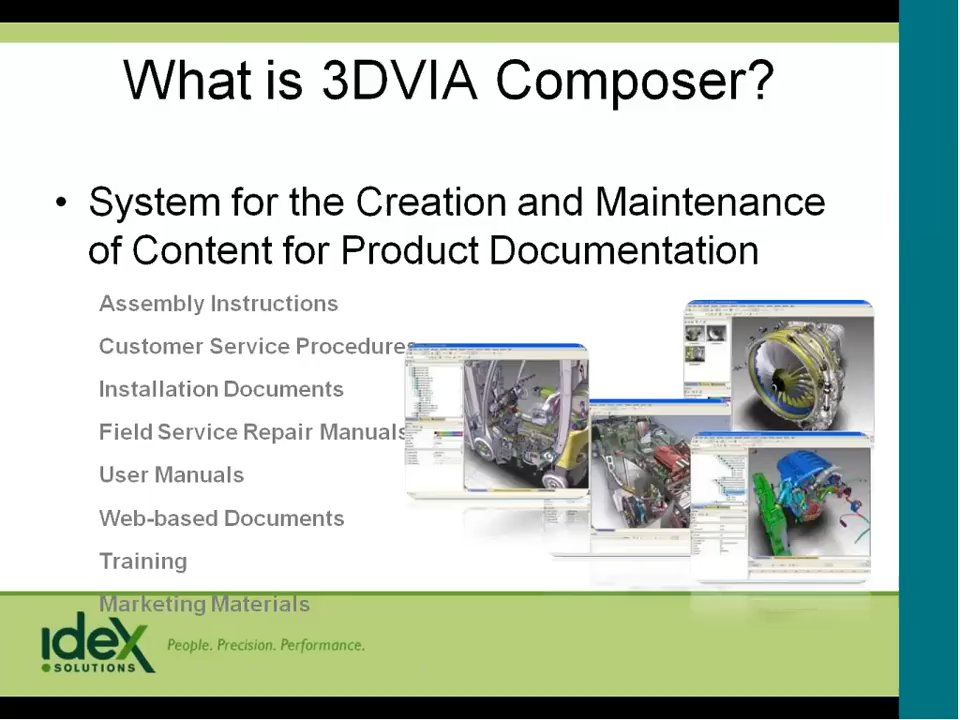 What is 3DVIA Composer?
• System for the Creation and Maintenance
of Content for Product Documentation
Assembly Instructions
Customer Service Procedures
Installation Documents
Field Service Repair Manuals
User Manuals
Web-based Documents
Training
Marketing Materials
idex
SOLUTIONS
People. Precision. Performance.